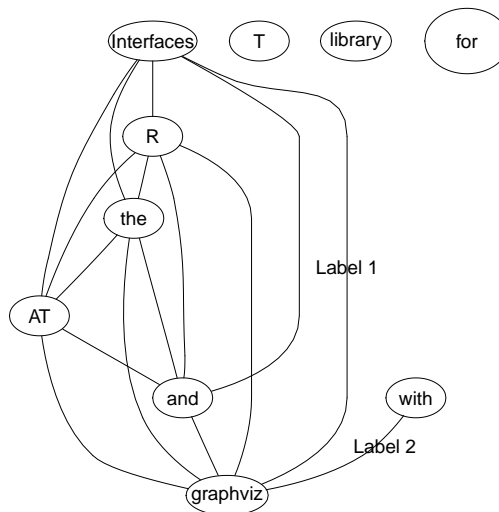 Interfaces
T
library
for
R
the
Label 1
AT
and
with
Label 2
graphviz